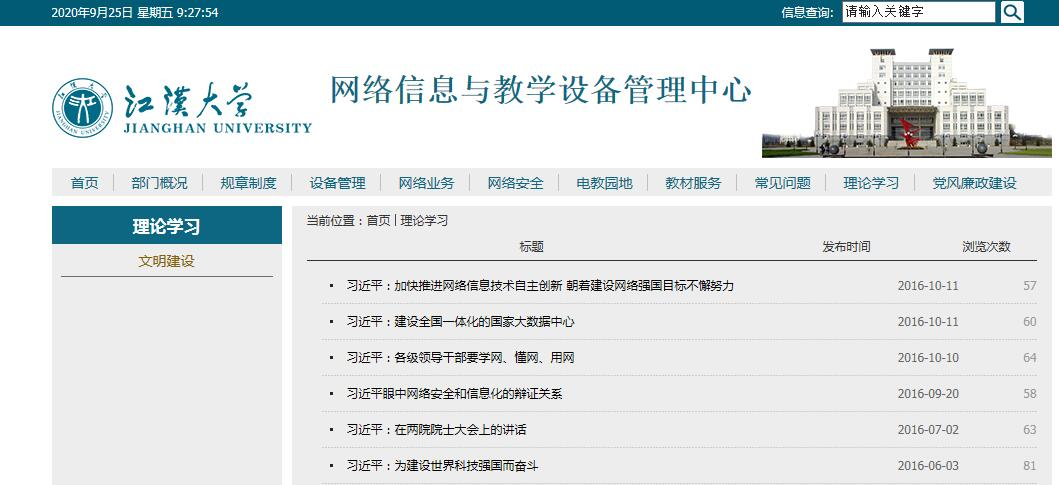 2020年9月25日 星期五 9:27:54 信息查询: 请输入关键字
江漢大学
JIANGHAN UNIVERSITY
网络信息与教学设备管理中心
首页 部门概况 规章制度 设备管理 网络业务 网络安全 电教园地 教材服务 常见问题 理论学习 党风廉政建设
理论学习
文明建设
当前位置：首页 | 理论学习
标题 发布时间 浏览次数
习近平：加快推进网络信息技术自主创新 朝着建设网络强国目标不懈努力 2016-10-11 57
习近平：建设全国一体化的国家大数据中心 2016-10-11 60
习近平：各级领导干部要学网、懂网、用网 2016-10-10 64
习近平眼中网络安全和信息化的辩证关系 2016-09-20 58
习近平：在两院院士大会上的讲话 2016-07-02 63
习近平：为建设世界科技强国而奋斗 2016-06-03 81